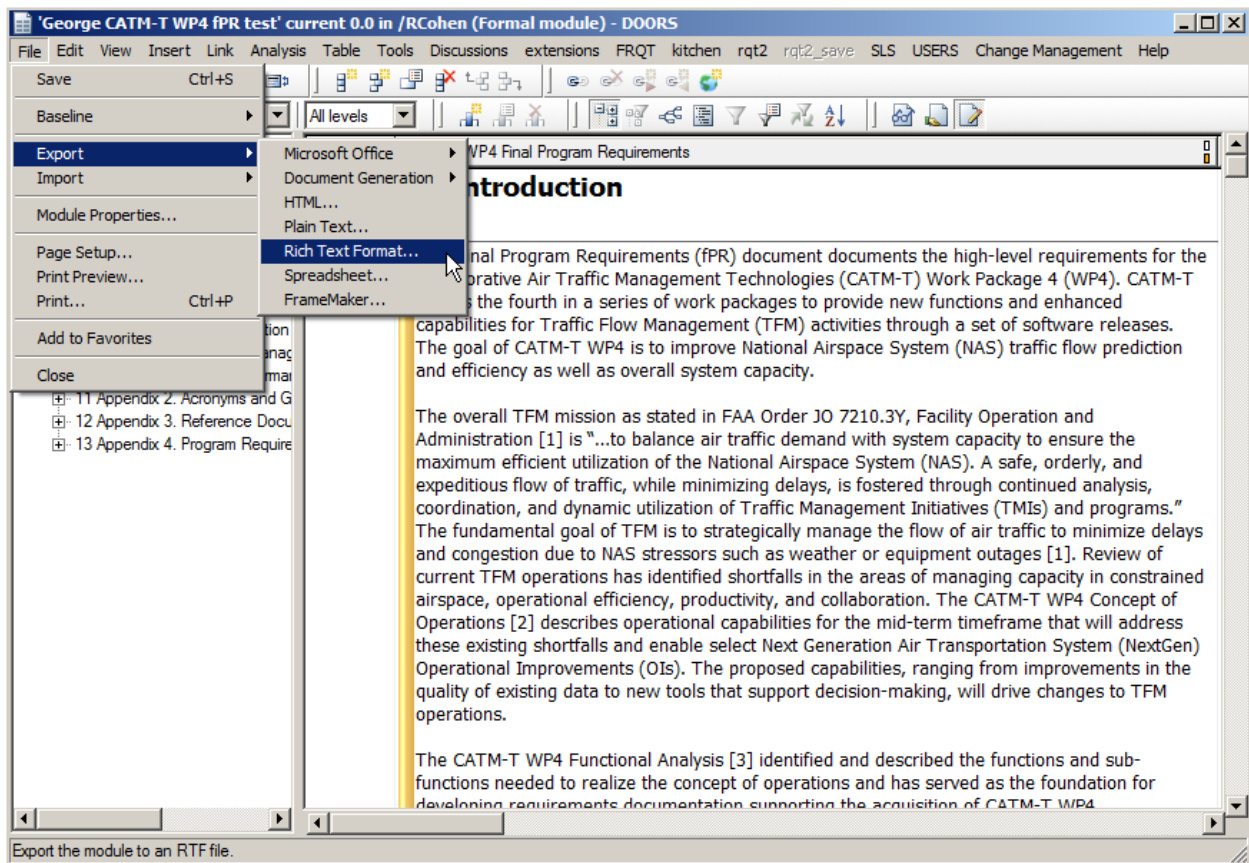 'George CATM-T WP4 fPR test' current 0.0 in /RCohen (Formal module) - DOORS
File Edit View Insert Link Analysis Table Tools Discussions extensions FRQT kitchen rqt2 rqt2_save SLS USERS Change Management Help
Save Ctrl+S
Baseline
All levels
Export
Import
Module Properties...
Page Setup...
Print Preview...
Print... Ctrl+P
Add to Favorites
Close
Microsoft Office
Document Generation
HTML...
Plain Text...
Rich Text Format...
Spreadsheet...
FrameMaker...
11 Appendix 2. Acronyms and G
12 Appendix 3. Reference Docu
13 Appendix 4. Program Require
WP4 Final Program Requirements
ntroduction
nal Program Requirements (fPR) document documents the high-level requirements for the
orative Air Traffic Management Technologies (CATM-T) Work Package 4 (WP4). CATM-T
the fourth in a series of work packages to provide new functions and enhanced
capabilities for Traffic Flow Management (TFM) activities through a set of software releases.
The goal of CATM-T WP4 is to improve National Airspace System (NAS) traffic flow prediction
and efficiency as well as overall system capacity.
The overall TFM mission as stated in FAA Order JO 7210.3Y, Facility Operation and
Administration [1] is “...to balance air traffic demand with system capacity to ensure the
maximum efficient utilization of the National Airspace System (NAS). A safe, orderly, and
expeditious flow of traffic, while minimizing delays, is fostered through continued analysis,
coordination, and dynamic utilization of Traffic Management Initiatives (TMIs) and programs.”
The fundamental goal of TFM is to strategically manage the flow of air traffic to minimize delays
and congestion due to NAS stressors such as weather or equipment outages [1]. Review of
current TFM operations has identified shortfalls in the areas of managing capacity in constrained
airspace, operational efficiency, productivity, and collaboration. The CATM-T WP4 Concept of
Operations [2] describes operational capabilities for the mid-term timeframe that will address
these existing shortfalls and enable select Next Generation Air Transportation System (NextGen)
Operational Improvements (OIs). The proposed capabilities, ranging from improvements in the
quality of existing data to new tools that support decision-making, will drive changes to TFM
operations.
The CATM-T WP4 Functional Analysis [3] identified and described the functions and sub-
functions needed to realize the concept of operations and has served as the foundation for
developing requirements documentation supporting the acquisition of CATM-T WP4
Export the module to an RTF file.